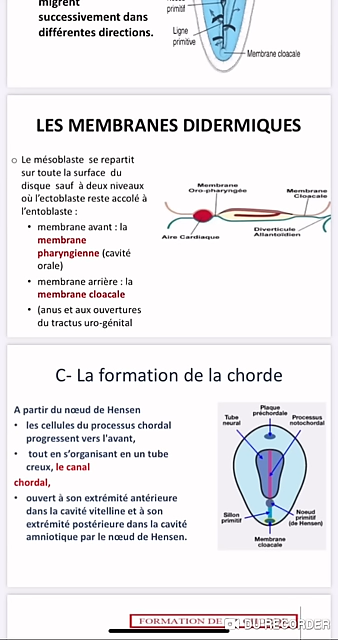 migrent
successivement dans
différentes directions.
primitif
Ligne
primitive
Membrane cloacale
LES MEMBRANES DIDERMIQUES
o Le mésoblaste se repartit
sur toute la surface du
disque sauf à deux niveaux
où l'ectoblaste reste accolé à
l'entoblaste :
• membrane avant : la
membrane
pharyngienne (cavité
orale)
• membrane arrière : la
membrane cloacale
• (anus et aux ouvertures
du tractus uro-génital
Membrane
Oro-pharyngée
Membrane
Cloacale
Aire Cardiaque
Diverticule
Allantoïdien
C- La formation de la chorde
A partir du nœud de Hensen
• les cellules du processus chordal
progressent vers l'avant,
• tout en s'organisant en un tube
creux, le canal
chordal,
• ouvert à son extrémité antérieure
dans la cavité vitelline et à son
extrémité postérieure dans la cavité
amniotique par le nœud de Hensen.
Plaque
préchordale
Tube
neural
Processus
notochordal
Sillon
primitif
Noeud
primitif
(de Hensen)
Membrane
cloacale
FORMATION DE
DU RECORDER